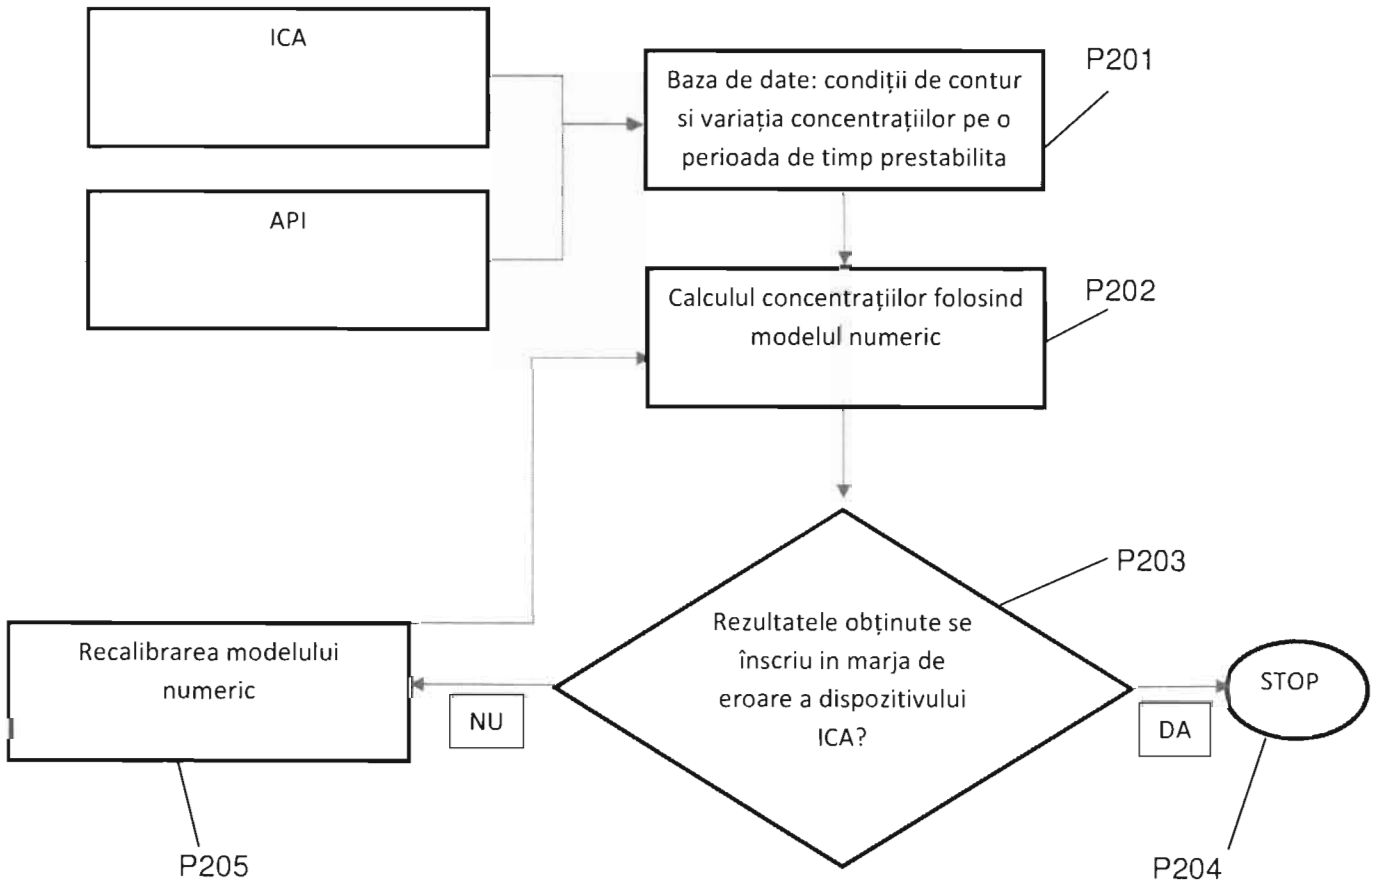 ICA
API
Baza de date: condiții de contur
si variația concentrațiilor pe o
perioada de timp prestabilita
P201
Calculul concentrațiilor folosind
modelul numeric
P202
Rezultatele obținute se
înscriu in marja de
eroare a dispozitivului
ICA?
P203
NU
DA
STOP
P204
Recalibrarea modelului
numeric
P205